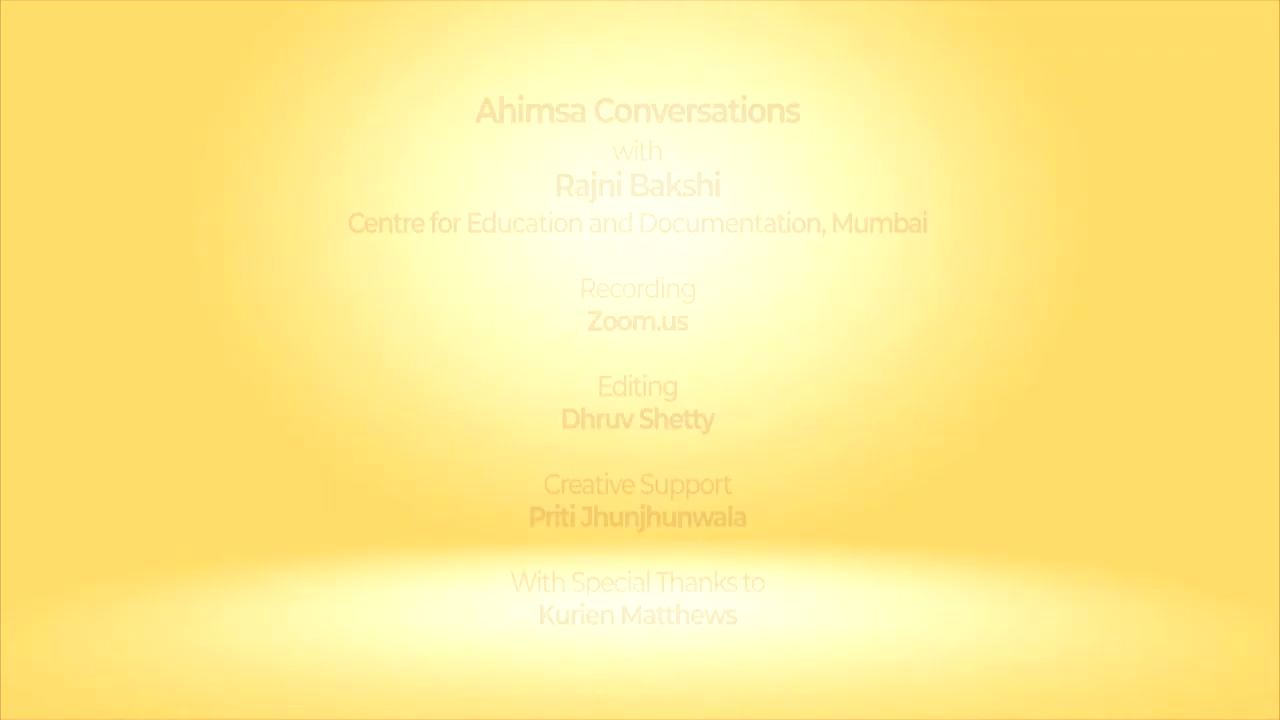 Ahimsa Conversations
with
Rajni Bakshi
Centre for Education and Documentation, Mumbai
Recording
Zoom.us
Editing
Dhruv Shetty
Creative Support
Priti Jhunjhunwala
With Special Thanks to
Kurien Matthews